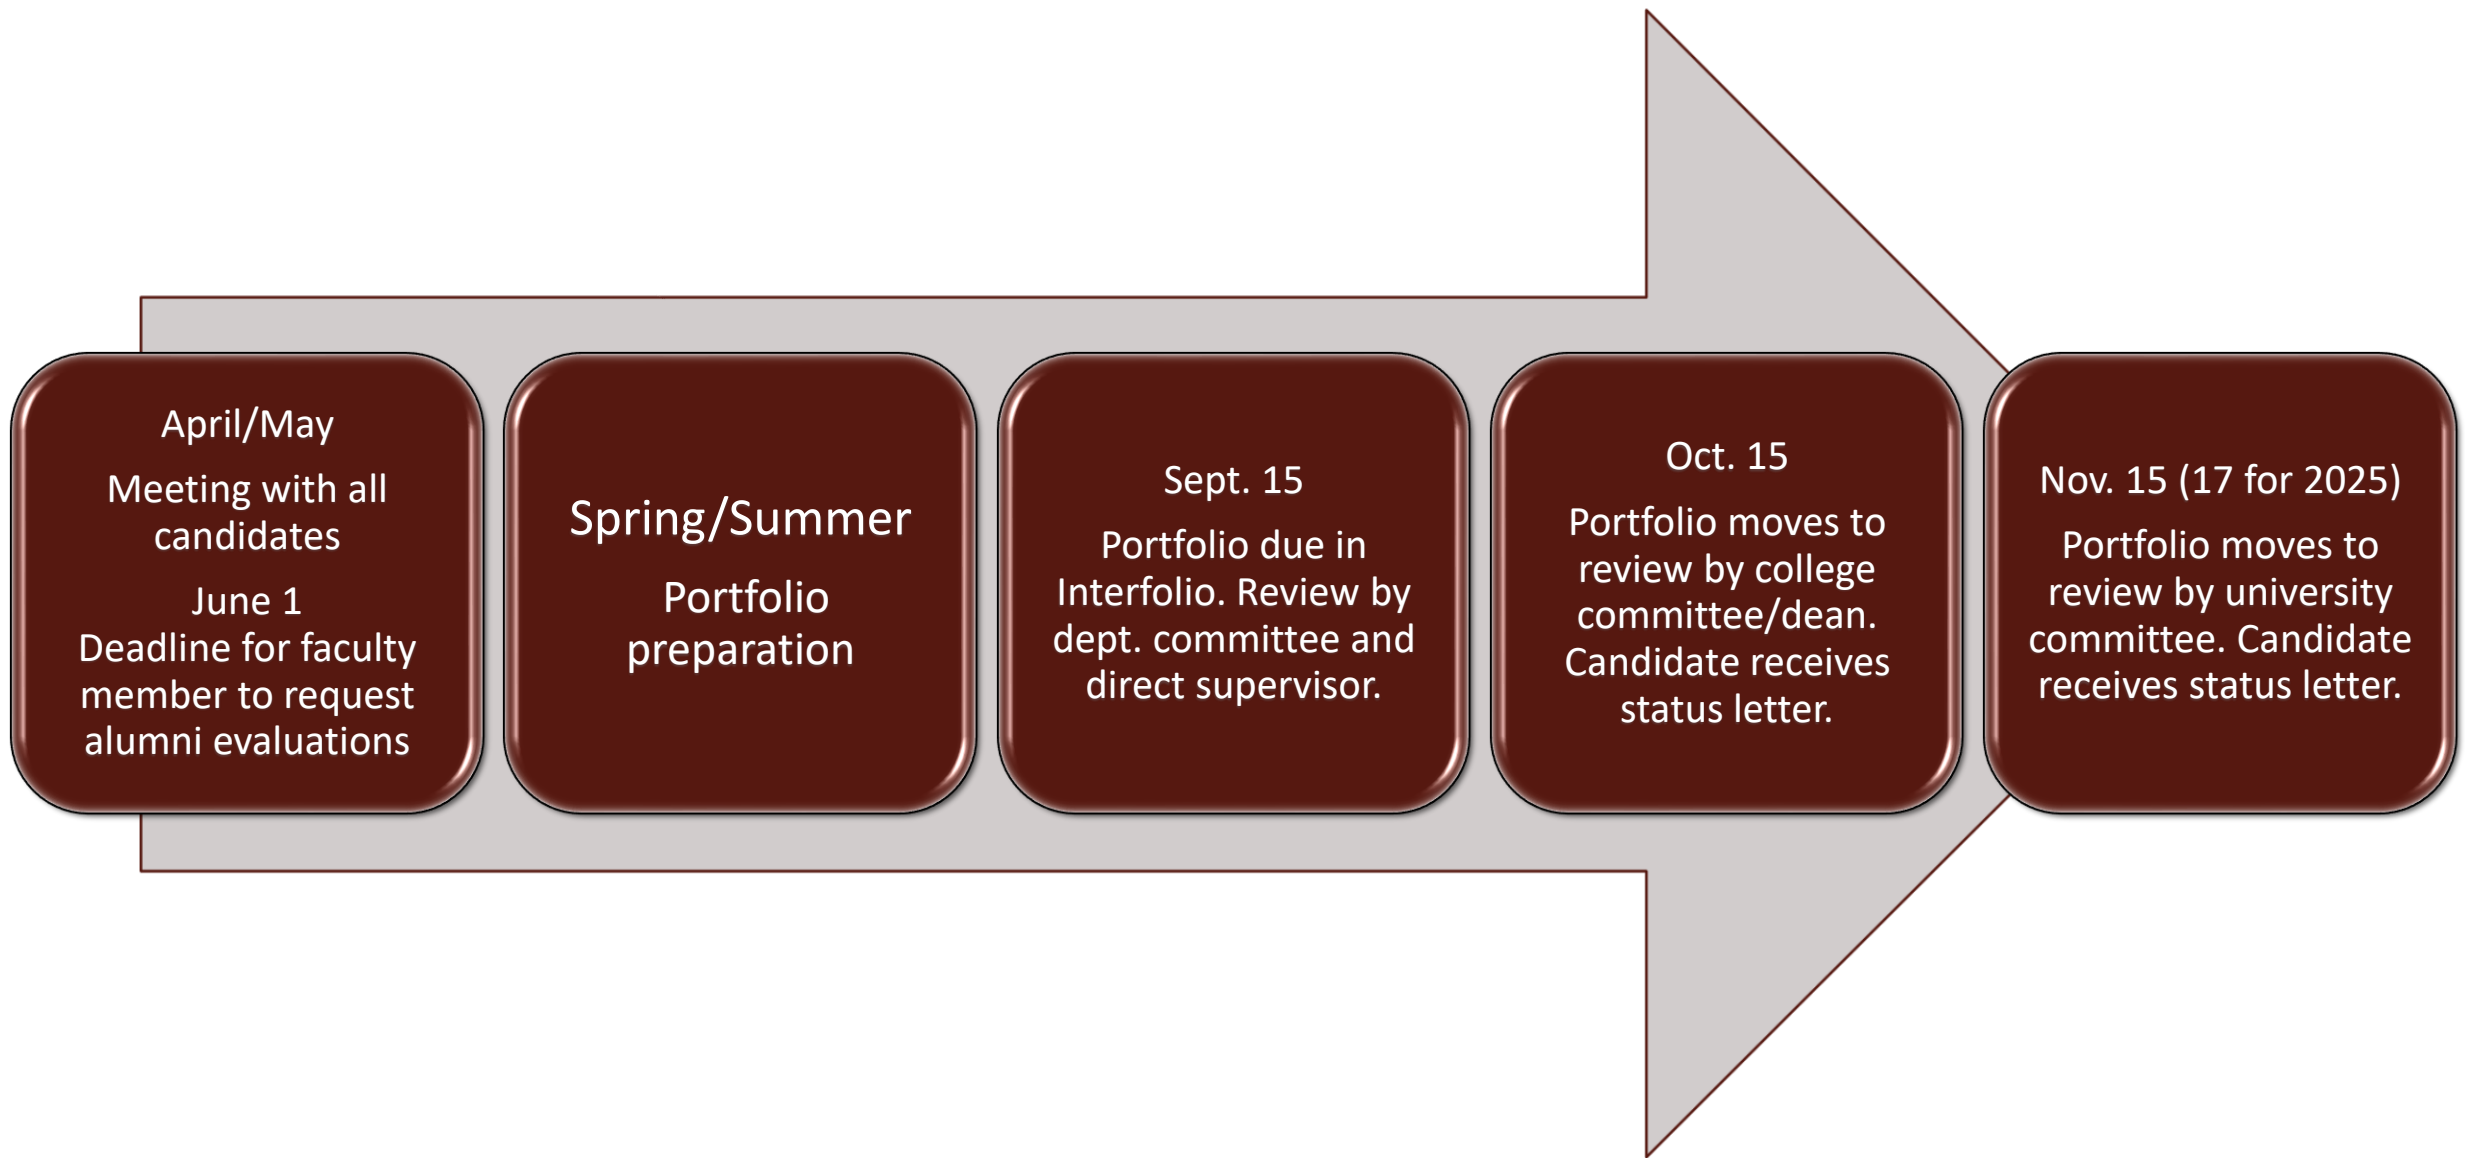 April/May
Meeting with all
candidates
June 1
Deadline for faculty
member to request
alumni evaluations
Spring/Summer
Portfolio
preparation
Sept. 15
Portfolio due in
Interfolio. Review by
dept. committee and
direct supervisor.
Oct. 15
Portfolio moves to
review by college
committee/dean.
Candidate receives
status letter.
Nov. 15 (17 for 2025)
Portfolio moves to
review by university
committee. Candidate
receives status letter.